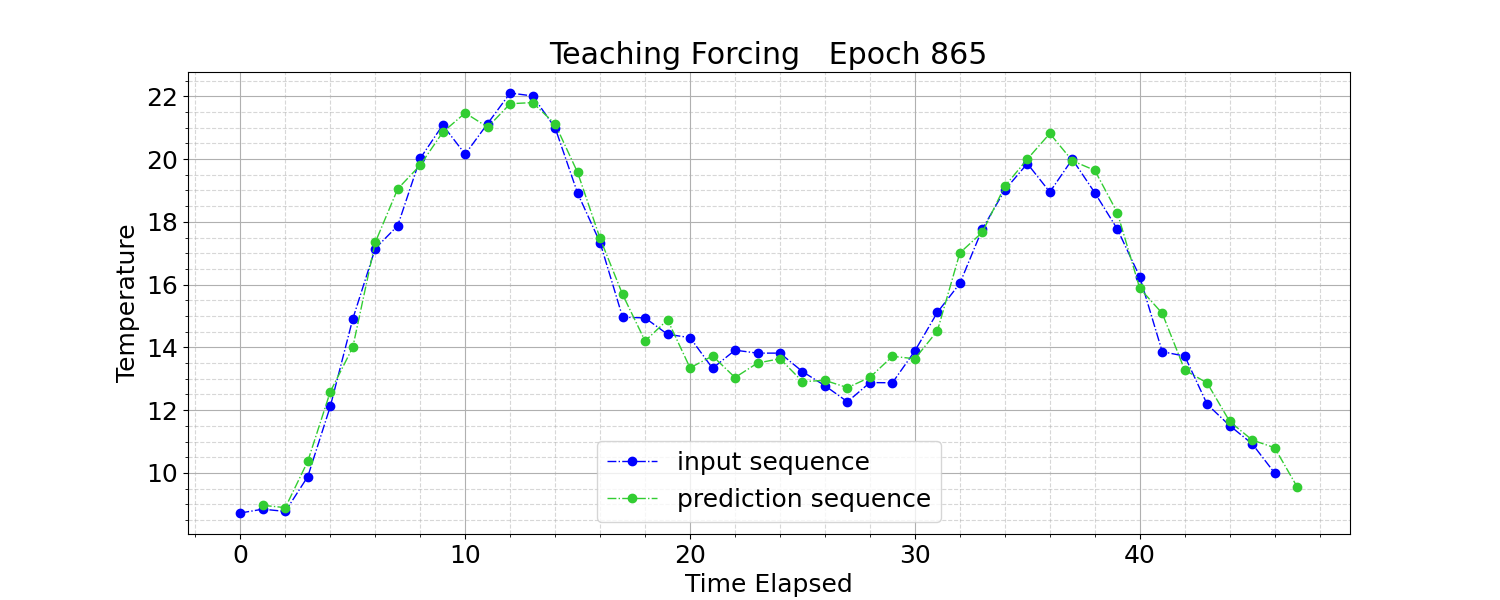 Teaching Forcing   Epoch 865
Temperature
22
20
18
16
14
12
10
input sequence
prediction sequence
0 10 20 30 40
Time Elapsed